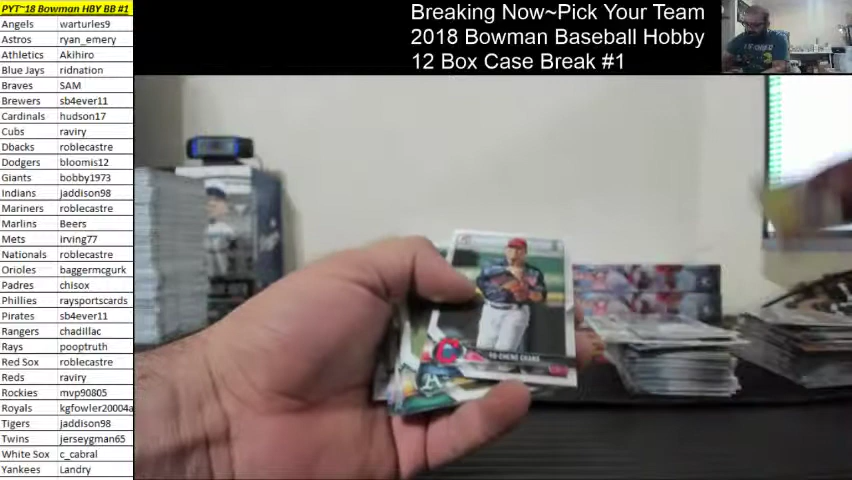 PYT~18 Bowman HBY BB #1
Angels warturles9
Astros ryan_emery
Athletics Akihiro
Blue Jays ridnation
Braves SAM
Brewers sb4ever11
Cardinals hudson17
Cubs raviry
Dbacks roblecastre
Dodgers bloomis12
Giants bobby1973
Indians jaddison98
Mariners roblecastre
Marlins Beers
Mets irving77
Nationals roblecastre
Orioles baggermcgurk
Padres chisox
Phillies raysportscards
Pirates sb4ever11
Rangers chadillac
Rays pooptruth
Red Sox roblecastre
Reds raviry
Rockies mvp90805
Royals kgfowler20004a
Tigers jaddison98
Twins jerseygman65
White Sox c_cabral
Yankees Landry
Breaking Now~Pick Your Team
2018 Bowman Baseball Hobby
12 Box Case Break #1
C
YU-CHENG CHANG
A's